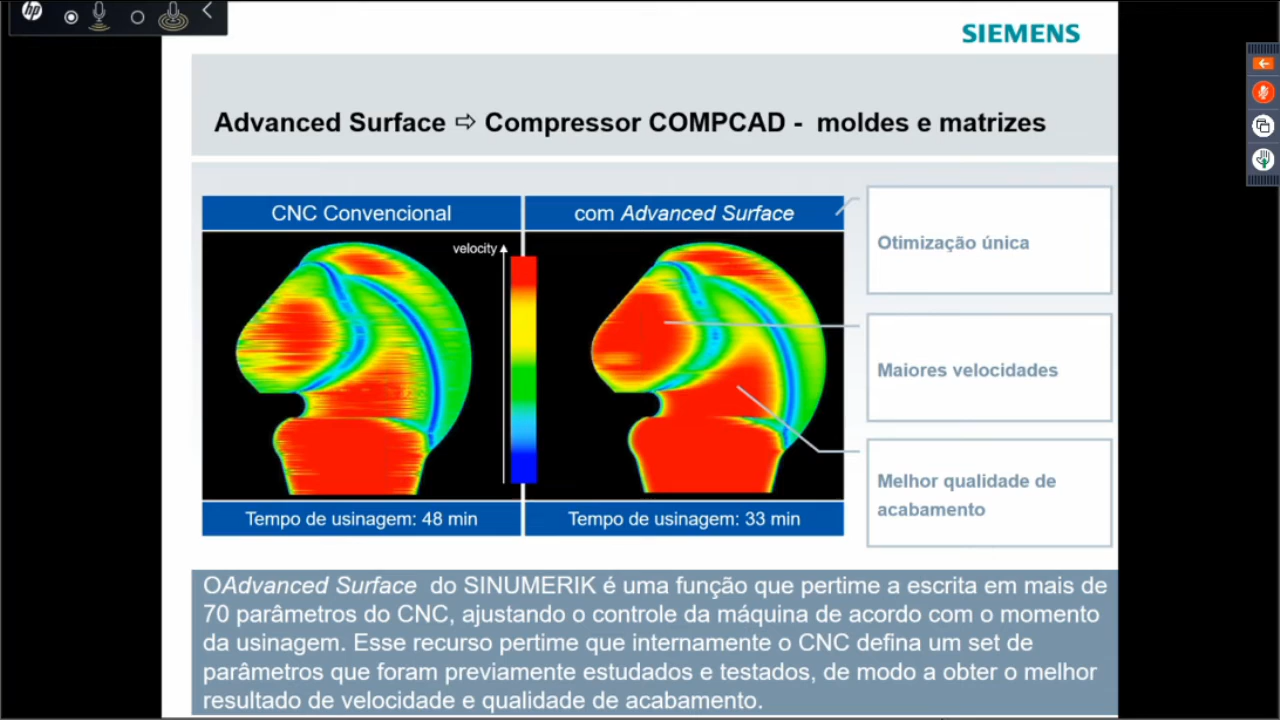 hp
SIEMENS
Advanced Surface ⇨ Compressor COMPCAD - moldes e matrizes
CNC Convencional
com Advanced Surface
velocity
Tempo de usinagem: 48 min
Tempo de usinagem: 33 min
Otimização única
Maiores velocidades
Melhor qualidade de
acabamento
OAdvanced Surface do SINUMERIK é uma função que pertime a escrita em mais de
70 parâmetros do CNC, ajustando o controle da máquina de acordo com o momento
da usinagem. Esse recurso pertime que internamente o CNC defina um set de
parâmetros que foram previamente estudados e testados, de modo a obter o melhor
resultado de velocidade e qualidade de acabamento.